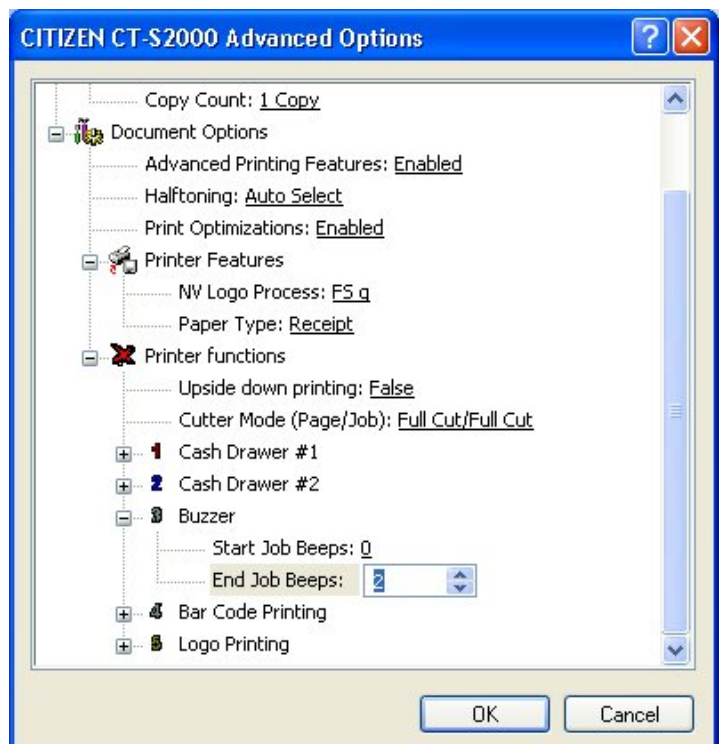 CITIZEN CT-S2000 Advanced Options
Copy Count: 1 Copy
Document Options
Advanced Printing Features: Enabled
Halftoning: Auto Select
Print Optimizations: Enabled
Printer Features
NV Logo Process: FS q
Paper Type: Receipt
Printer functions
Upside down printing: False
Cutter Mode (Page/Job): Full Cut/Full Cut
1 Cash Drawer #1
2 Cash Drawer #2
3 Buzzer
Start Job Beeps: 0
End Job Beeps: 2
4 Bar Code Printing
5 Logo Printing
OK Cancel